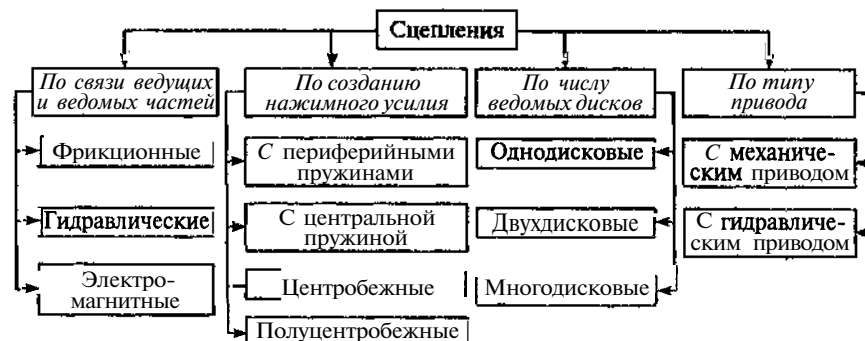 Сцепления
По связи ведущих
и ведомых частей
Фрикционные
Гидравлические
Электро-
магнитные
По созданию
нажимного усилия
С периферийными
пружинами
С центральной
пружиной
Центробежные
Полуцентробежные
По числу
ведомых дисков
Однодисковые
Двухдисковые
Многодисковые
По типу
привода
С механиче-
ским приводом
С гидравличе-
ским приводом